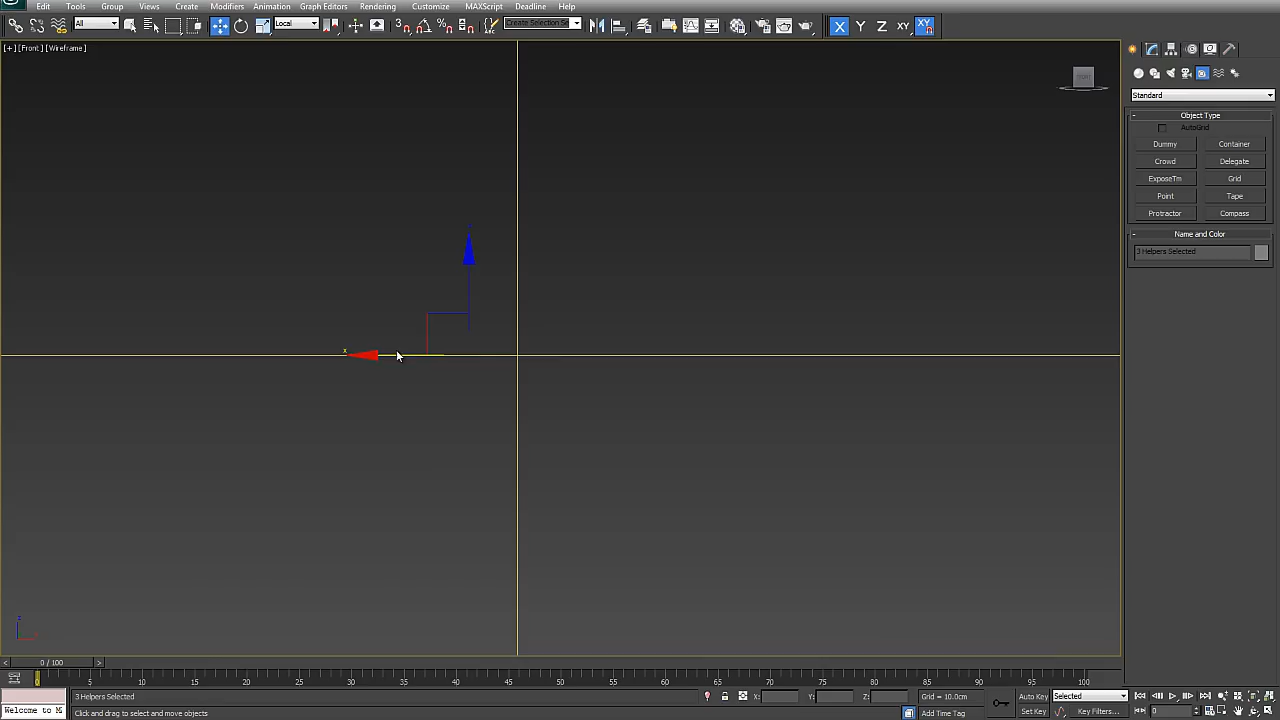 Edit Tools Group Views Create Modifiers Animation Graph Editors Rendering Customize MAXScript Deadline Help
All Local Create Selection Se X Y Z XY XY
[+] [Front] [Wireframe]
Standard
- Object Type
AutoGrid
Dummy Container
Crowd Delegate
ExposeTm Grid
Point Tape
Protractor Compass
- Name and Color
3 Helpers Selected
x
z
< 0 / 100 >
0 5 10 15 20 25 30 35 40 45 50 55 60 65 70 75 80 85 90 95 100
3 Helpers Selected X: Y: Z: Grid = 10.0cm Auto Key Selected
Welcome to M Click and drag to select and move objects Add Time Tag Set Key Key Filters... 0